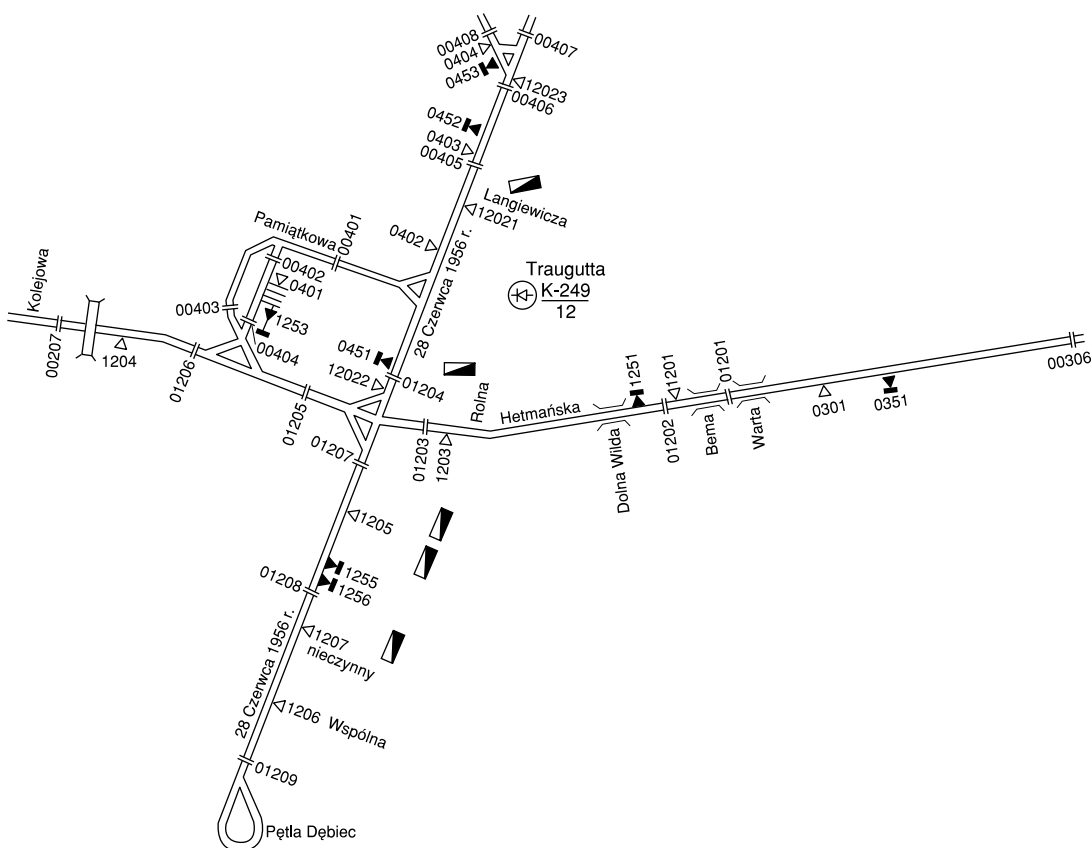 00408
0404
0453
00407
12023
00406
0452
0403
00405
Langiewicza
12021
0402
28 Czerwca 1956 r.
Pamiątkowa
00401
00402
0401
00403
1253
00404
Kolejowa
00207
1204
01206
01205
0451
12022
01204
Traugutta
K-249
12
Rolna
Hetmańska
01203
1203
01207
Dolna Wilda
1251
1201
01202
Bema
01201
Warta
0301
0351
00306
1205
1255
1256
01208
1207
nieczynny
28 Czerwca 1956 r.
1206 Wspólna
01209
Pętla Dębiec